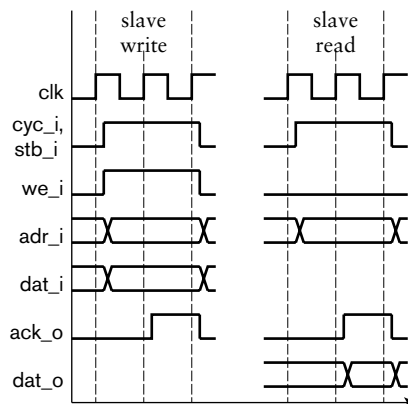 slave
write
slave
read
clk
cyc_i,
stb_i
we_i
adr_i
dat_i
ack_o
dat_o